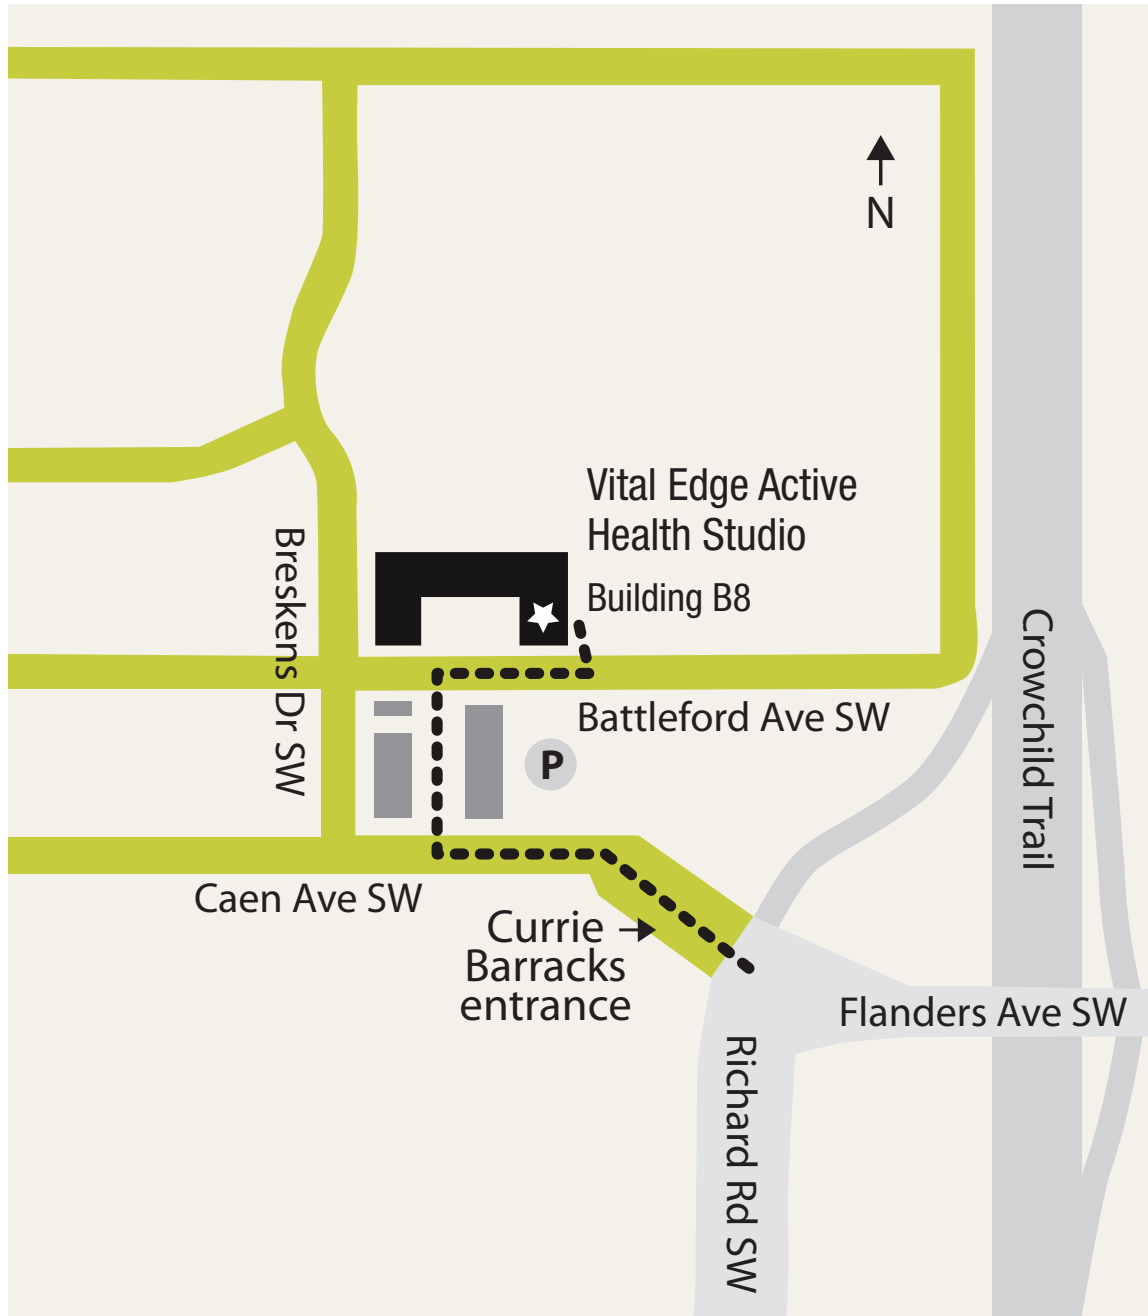 N
Vital Edge Active
Health Studio
Building B8
Breskens Dr SW
Crowchild Trail
Battleford Ave SW
P
Caen Ave SW
Currie
Barracks
entrance
Flanders Ave SW
Richard Rd SW